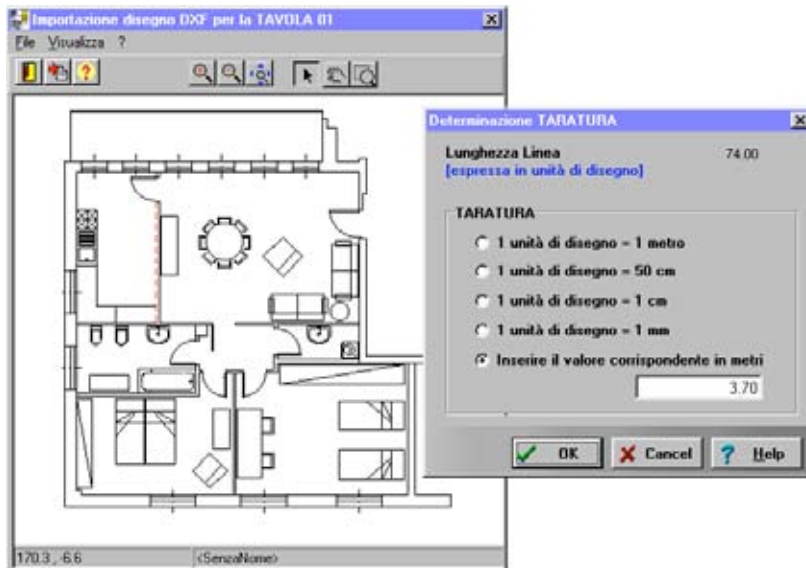 Importazione disegno DXF per la TAVOLA 01
File Visualizza ?
Determinazione TARATURA
Lunghezza Linea 74.00
[espressa in unità di disegno]
TARATURA
1 unità di disegno = 1 metro
1 unità di disegno = 50 cm
1 unità di disegno = 1 cm
1 unità di disegno = 1 mm
Inserire il valore corrispondente in metri
3.70
OK Cancel Help
170.3 , -6.6 <SenzaNome>